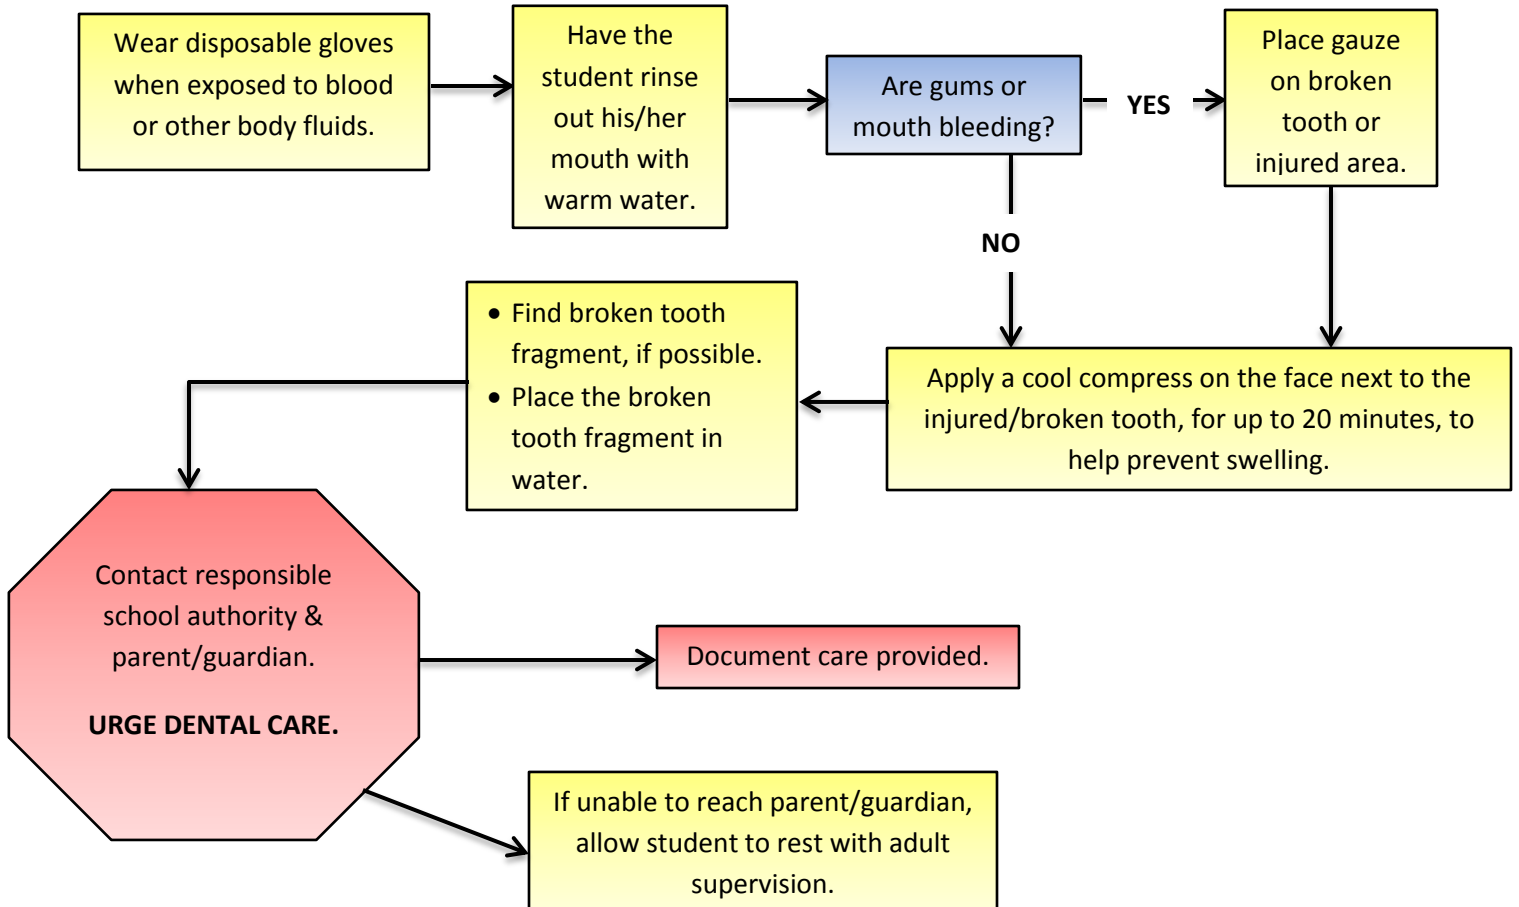 Wear disposable gloves
when exposed to blood
or other body fluids.
Have the
student rinse
out his/her
mouth with
warm water.
Are gums or
mouth bleeding?
YES
Place gauze
on broken
tooth or
injured area.
NO
Apply a cool compress on the face next to the
injured/broken tooth, for up to 20 minutes, to
help prevent swelling.
• Find broken tooth
fragment, if possible.
• Place the broken
tooth fragment in
water.
Contact responsible
school authority &
parent/guardian.
URGE DENTAL CARE.
Document care provided.
If unable to reach parent/guardian,
allow student to rest with adult
supervision.